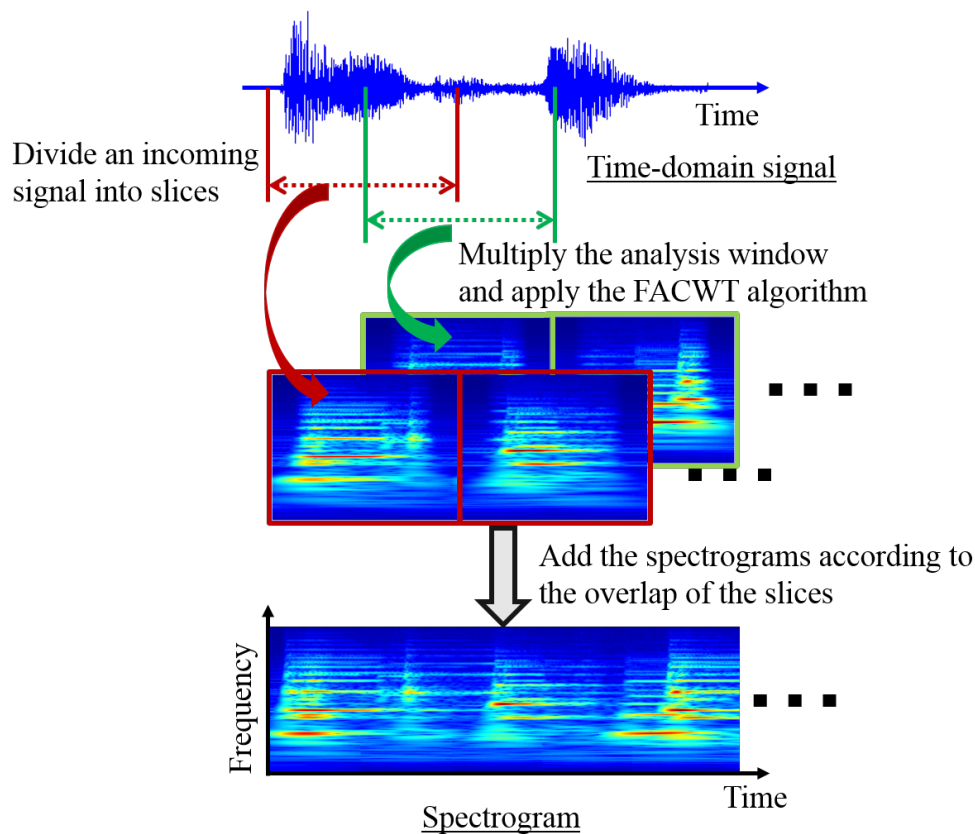 Time
Divide an incoming
signal into slices
Time-domain signal
Multiply the analysis window
and apply the FACWT algorithm
Add the spectrograms according to
the overlap of the slices
Frequency
Time
Spectrogram